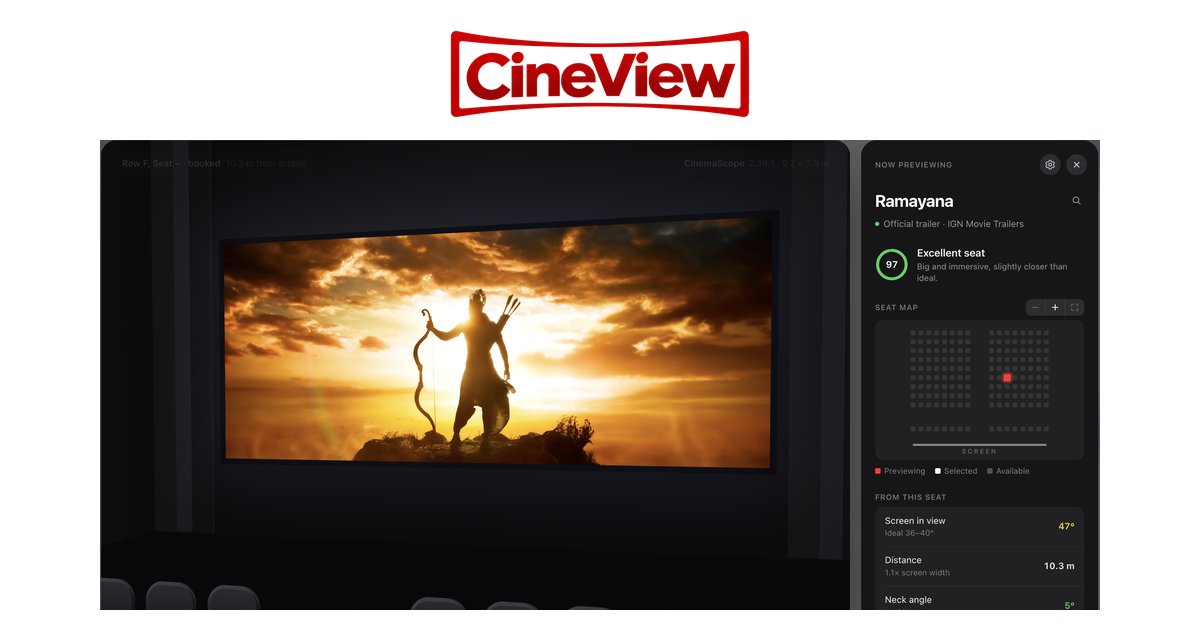 CineView
Row F, Seat – · booked 10.3 m from screen
CinemaScope 2.39:1 · 9.2 × 3.9 m
NOW PREVIEWING
Ramayana
Official trailer · IGN Movie Trailers
97
Excellent seat
Big and immersive, slightly closer than
ideal.
SEAT MAP
SCREEN
Previewing Selected Available
FROM THIS SEAT
Screen in view
47°
Ideal 36–40°
Distance
10.3 m
1.1× screen width
Neck angle
5°